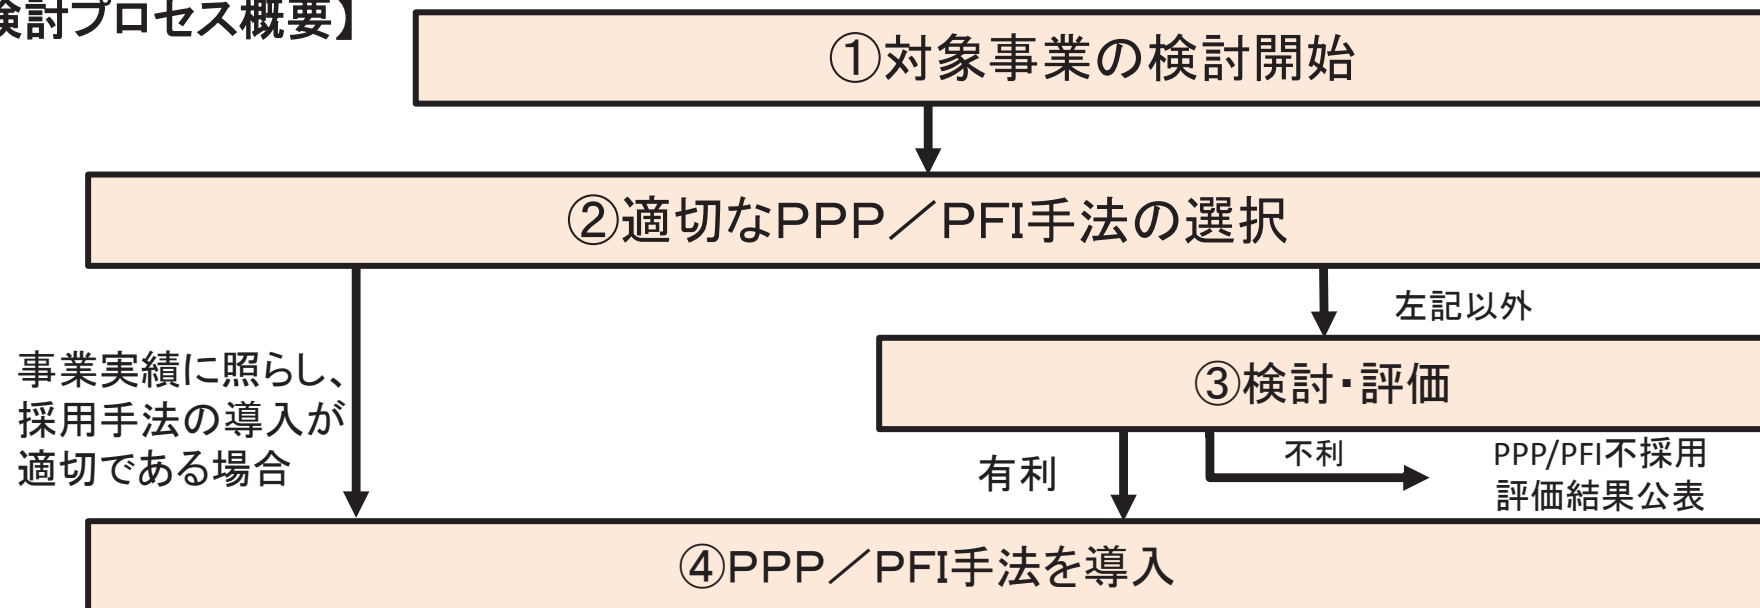 検討プロセス概要】
①対象事業の検討開始
②適切なPPP／PFI手法の選択
左記以外
事業実績に照らし、
採用手法の導入が
適切である場合
③検討・評価
有利
不利
PPP/PFI不採用
評価結果公表
④PPP／PFI手法を導入